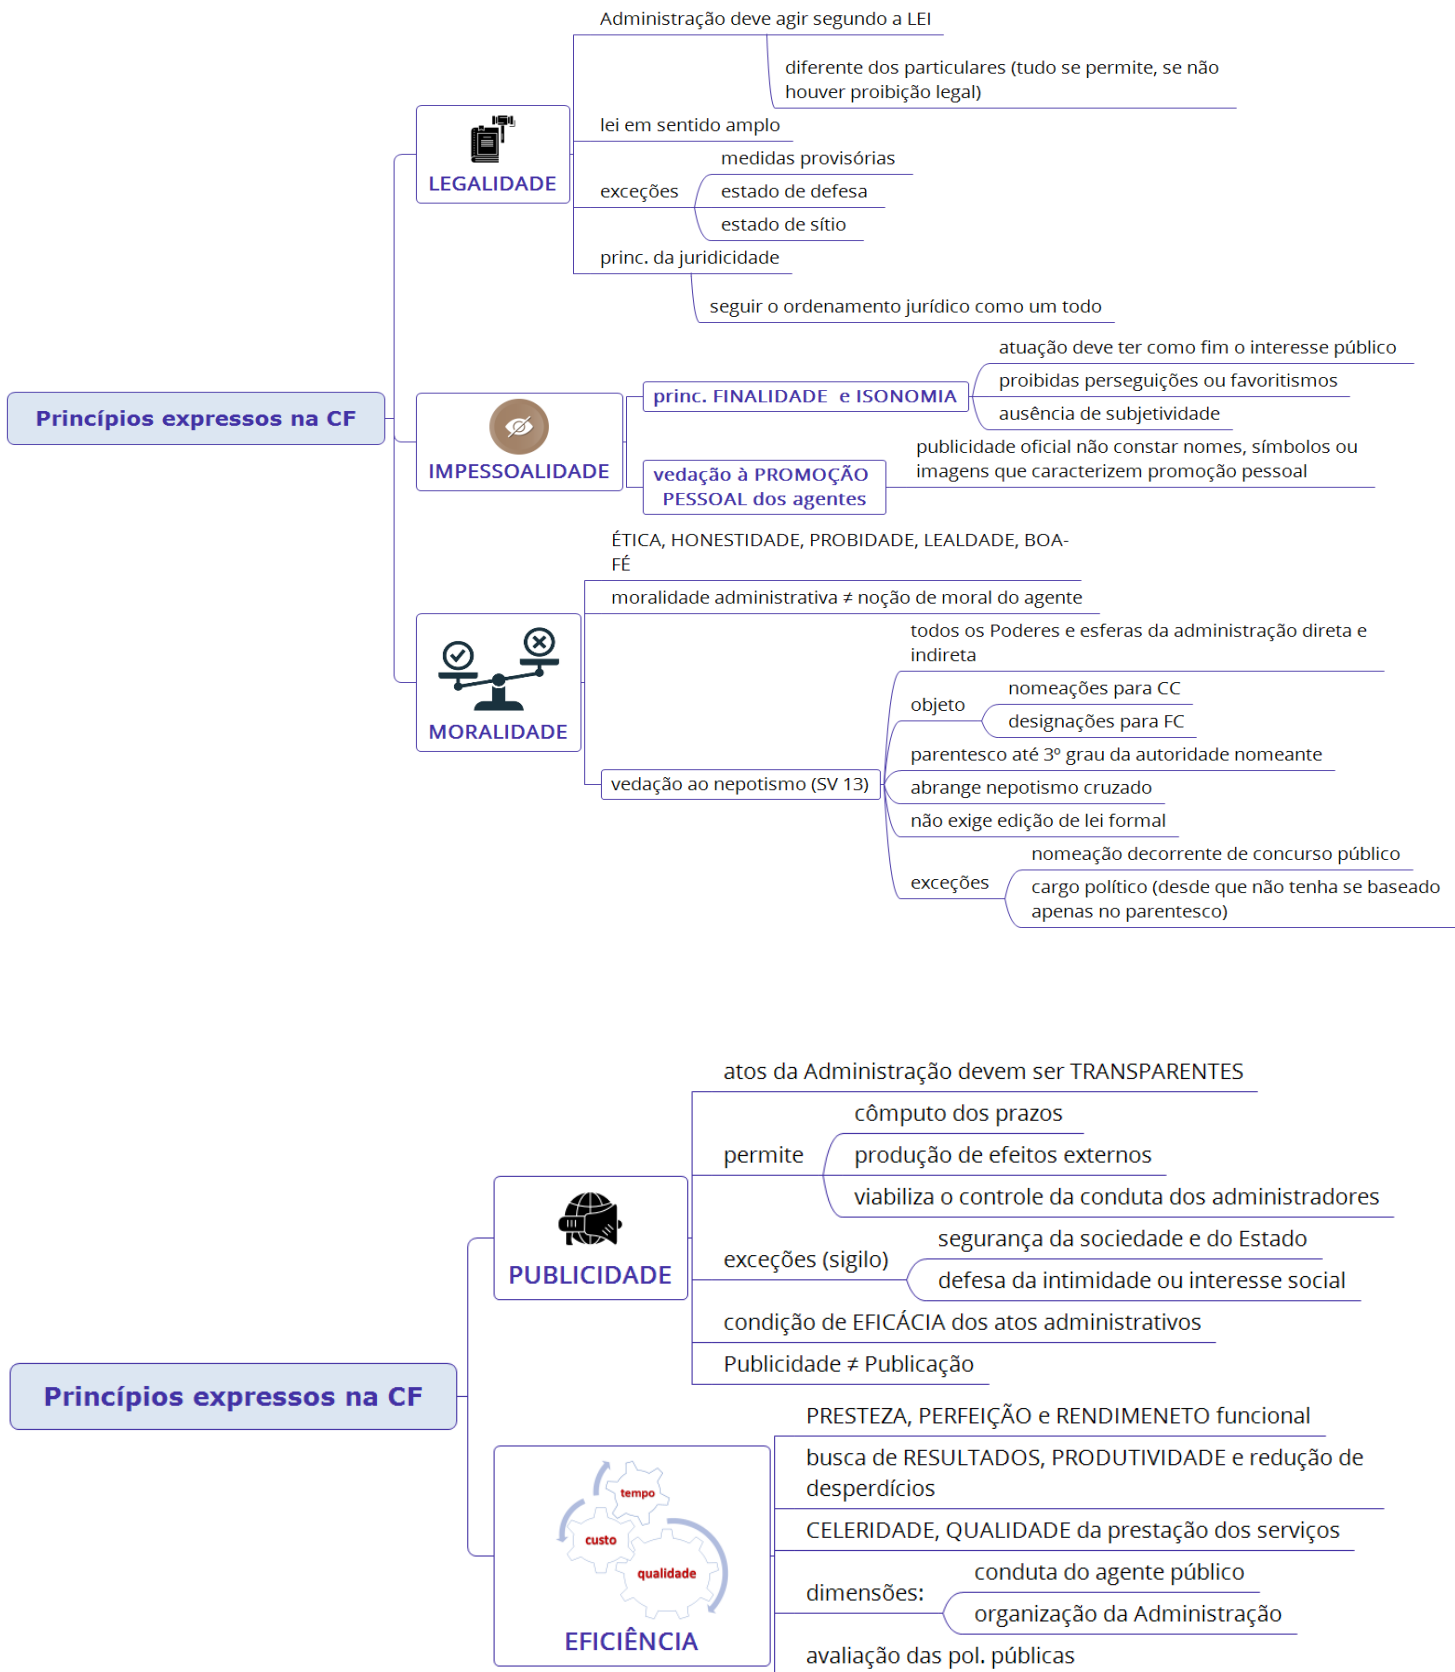 Princípios expressos na CF
LEGALIDADE
Administração deve agir segundo a LEI
diferente dos particulares (tudo se permite, se não
houver proibição legal)
lei em sentido amplo
exceções
medidas provisórias
estado de defesa
estado de sítio
princ. da juridicidade
seguir o ordenamento jurídico como um todo
IMPESSOALIDADE
princ. FINALIDADE e ISONOMIA
atuação deve ter como fim o interesse público
proibidas perseguições ou favoritismos
ausência de subjetividade
vedação à PROMOÇÃO
PESSOAL dos agentes
publicidade oficial não constar nomes, símbolos ou
imagens que caracterizem promoção pessoal
MORALIDADE
ÉTICA, HONESTIDADE, PROBIDADE, LEALDADE, BOA-
FÉ
moralidade administrativa ≠ noção de moral do agente
vedação ao nepotismo (SV 13)
todos os Poderes e esferas da administração direta e
indireta
objeto
nomeações para CC
designações para FC
parentesco até 3º grau da autoridade nomeante
abrange nepotismo cruzado
não exige edição de lei formal
exceções
nomeação decorrente de concurso público
cargo político (desde que não tenha se baseado
apenas no parentesco)
Princípios expressos na CF
PUBLICIDADE
atos da Administração devem ser TRANSPARENTES
permite
cômputo dos prazos
produção de efeitos externos
viabiliza o controle da conduta dos administradores
exceções (sigilo)
segurança da sociedade e do Estado
defesa da intimidade ou interesse social
condição de EFICÁCIA dos atos administrativos
Publicidade ≠ Publicação
tempo
custo
qualidade
EFICIÊNCIA
PRESTEZA, PERFEIÇÃO e RENDIMENETO funcional
busca de RESULTADOS, PRODUTIVIDADE e redução de
desperdícios
CELERIDADE, QUALIDADE da prestação dos serviços
dimensões:
conduta do agente público
organização da Administração
avaliação das pol. públicas